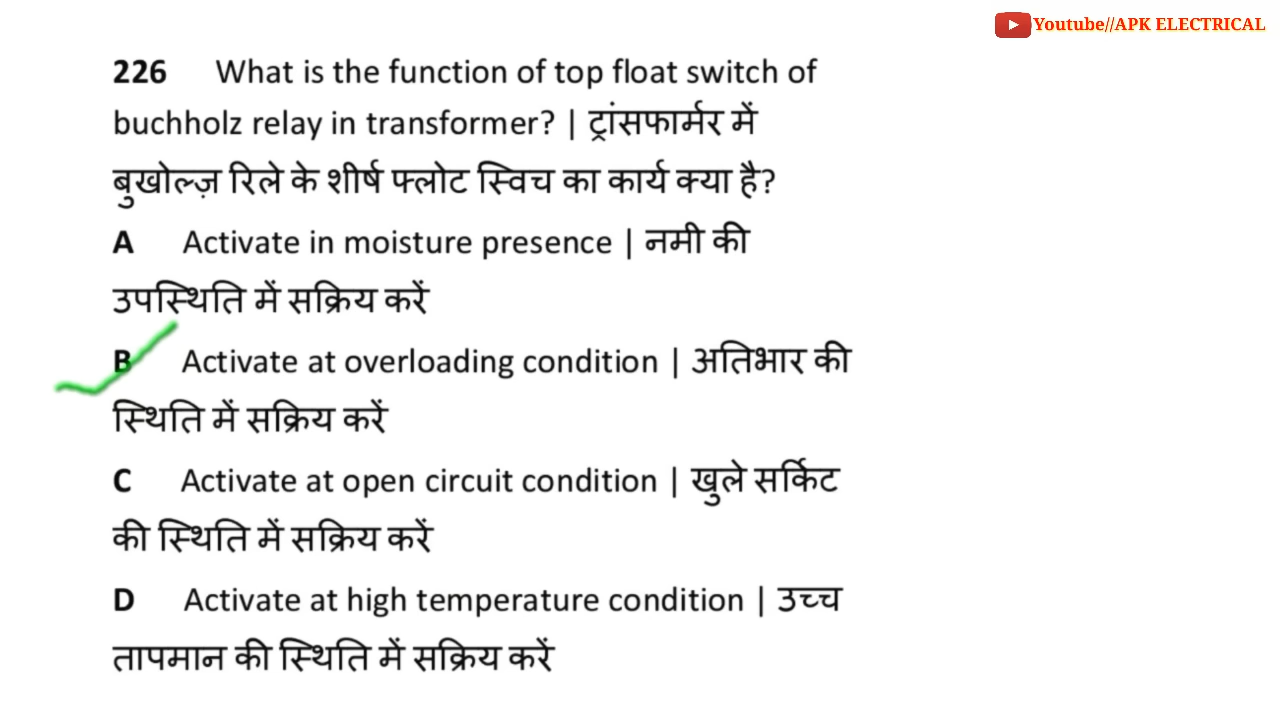 Youtube//APK ELECTRICAL
226 What is the function of top float switch of
buchholz relay in transformer? | ट्रांसफार्मर में
बुखोल्ज़ रिले के शीर्ष फ्लोट स्विच का कार्य क्या है?
A Activate in moisture presence | नमी की
उपस्थिति में सक्रिय करें
B Activate at overloading condition | अतिभार की
स्थिति में सक्रिय करें
C Activate at open circuit condition | खुले सर्किट
की स्थिति में सक्रिय करें
D Activate at high temperature condition | उच्च
तापमान की स्थिति में सक्रिय करें